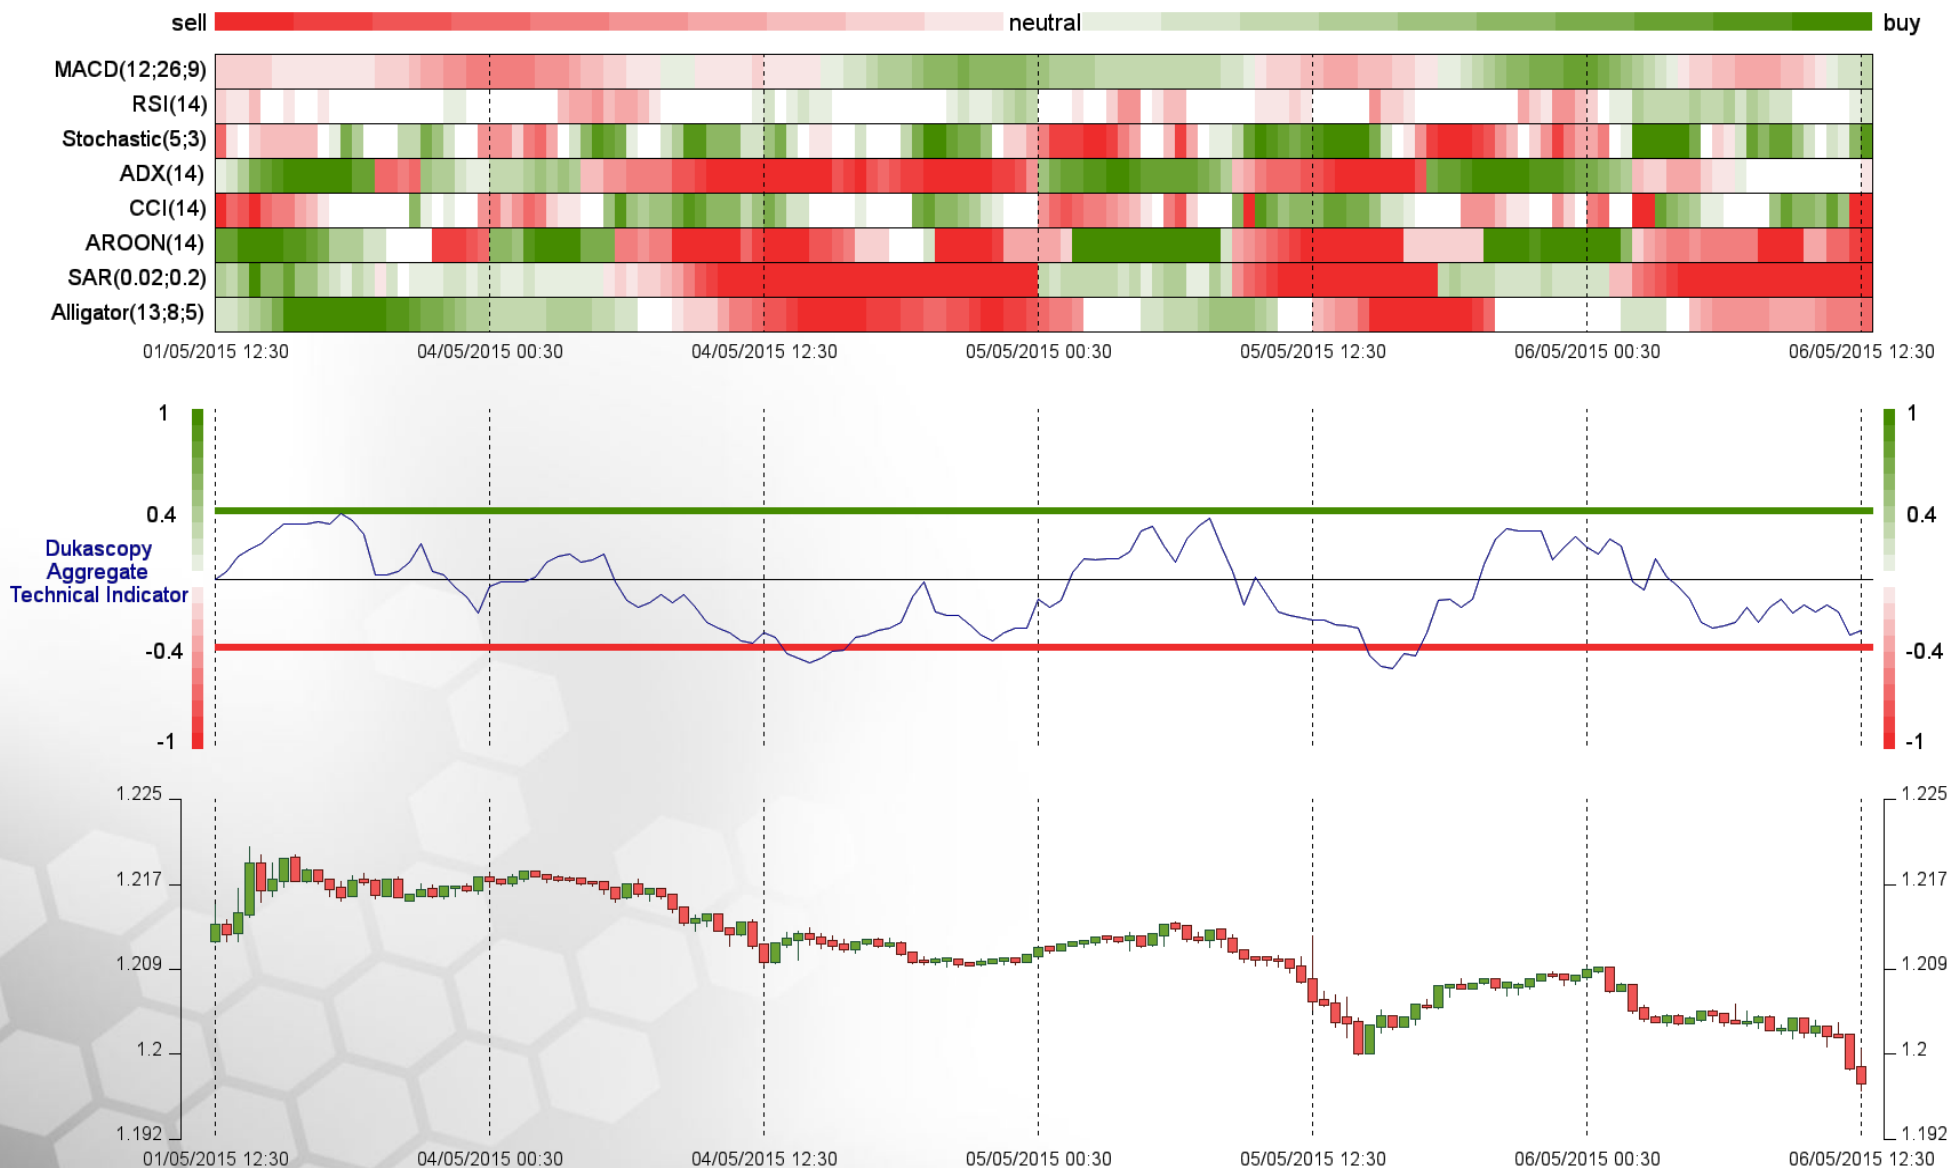 sell neutral buy
MACD(12;26;9)
RSI(14)
Stochastic(5;3)
ADX(14)
CCI(14)
AROON(14)
SAR(0.02;0.2)
Alligator(13;8;5)
01/05/2015 12:30 04/05/2015 00:30 04/05/2015 12:30 05/05/2015 00:30 05/05/2015 12:30 06/05/2015 00:30 06/05/2015 12:30
1 1
0.4 0.4
Dukascopy
Aggregate
Technical Indicator
-0.4 -0.4
-1 -1
1.225 1.225
1.217 1.217
1.209 1.209
1.2 1.2
1.192 1.192
01/05/2015 12:30 04/05/2015 00:30 04/05/2015 12:30 05/05/2015 00:30 05/05/2015 12:30 06/05/2015 00:30 06/05/2015 12:30